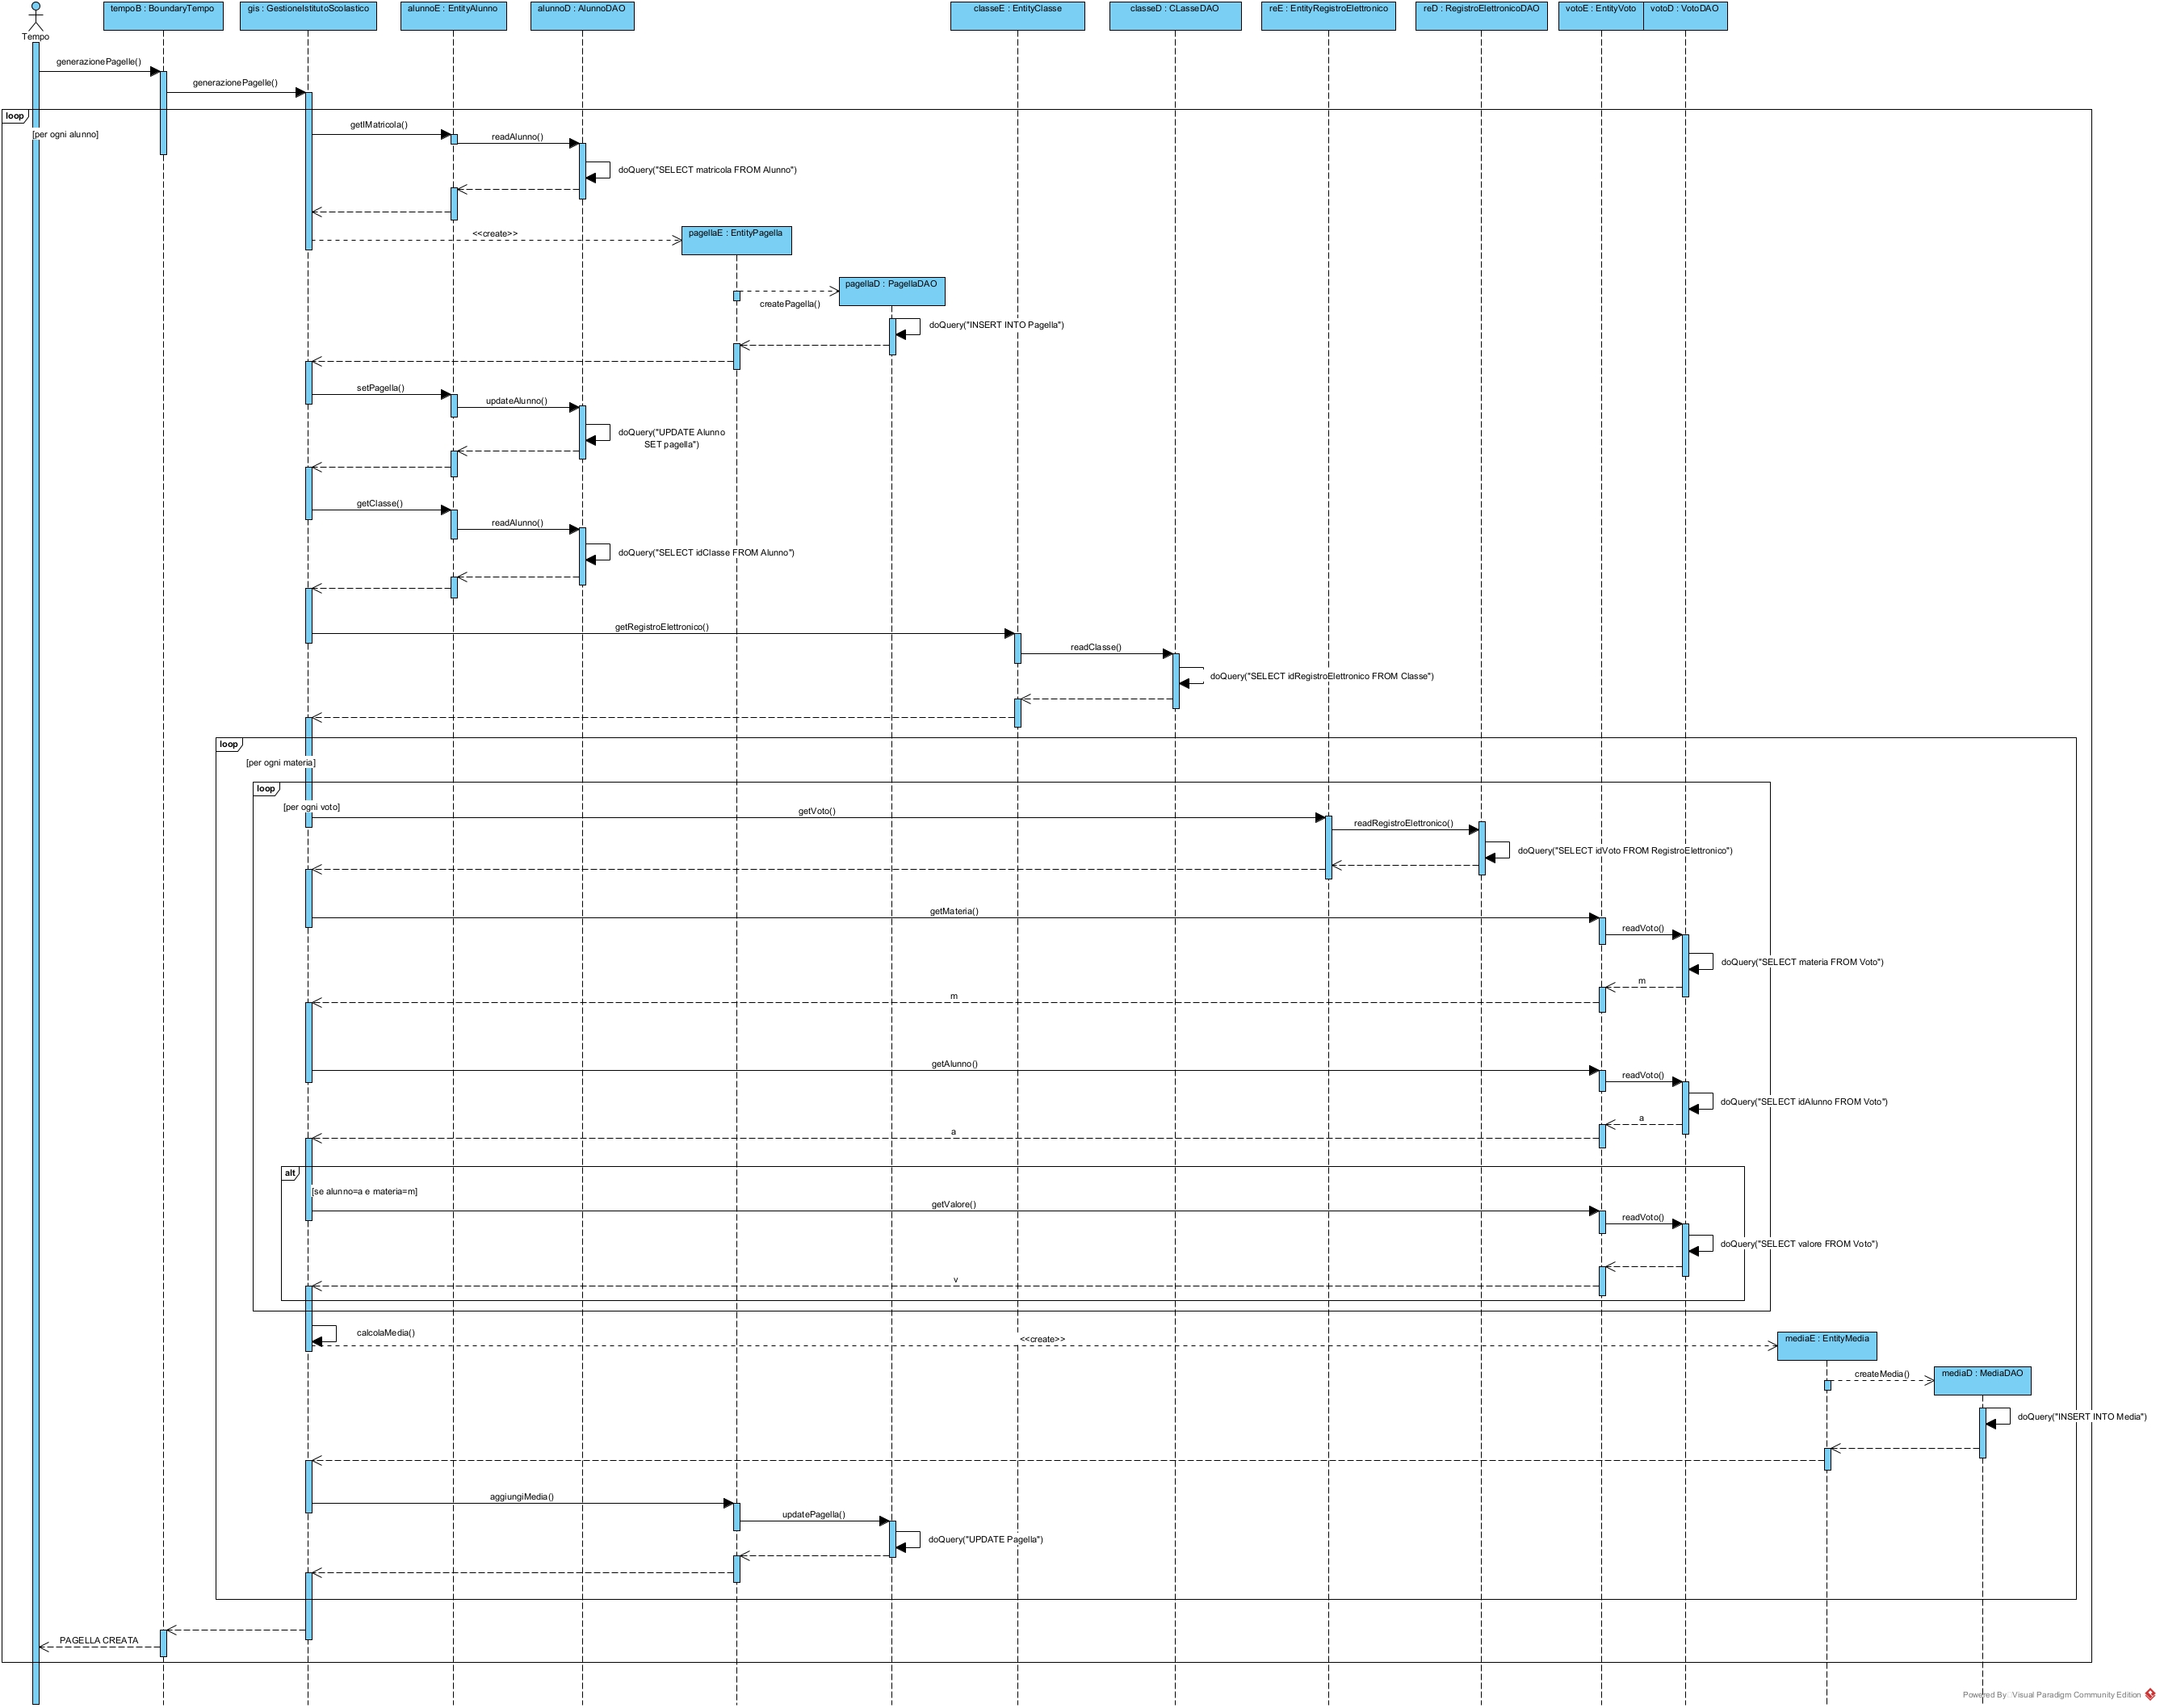 tempoB : BoundaryTempo
gis : GestioneIstitutoScolastico
alunnoE : EntityAlunno
alunnoD : AlunnoDAO
classeE : EntityClasse
classeD : CLasseDAO
reE : EntityRegistroElettronico
reD : RegistroElettronicoDAO
votoE : EntityVoto
votoD : VotoDAO
Tempo
generazionePagelle()
generazionePagelle()
loop
[per ogni alunno]
getIMatricola()
readAlunno()
doQuery("SELECT matricola FROM Alunno")
<<create>>
pagellaE : EntityPagella
pagellaD : PagellaDAO
createPagella()
doQuery("INSERT INTO Pagella")
setPagella()
updateAlunno()
doQuery("UPDATE Alunno
SET pagella")
getClasse()
readAlunno()
doQuery("SELECT idClasse FROM Alunno")
getRegistroElettronico()
readClasse()
doQuery("SELECT idRegistroElettronico FROM Classe")
loop
[per ogni materia]
loop
[per ogni voto]
getVoto()
readRegistroElettronico()
doQuery("SELECT idVoto FROM RegistroElettronico")
getMateria()
readVoto()
doQuery("SELECT materia FROM Voto")
m
m
getAlunno()
readVoto()
doQuery("SELECT idAlunno FROM Voto")
a
a
alt
[se alunno=a e materia=m]
getValore()
readVoto()
doQuery("SELECT valore FROM Voto")
v
calcolaMedia()
<<create>>
mediaE : EntityMedia
createMedia()
mediaD : MediaDAO
doQuery("INSERT INTO Media")
aggiungiMedia()
updatePagella()
doQuery("UPDATE Pagella")
PAGELLA CREATA
Powered By: Visual Paradigm Community Edition